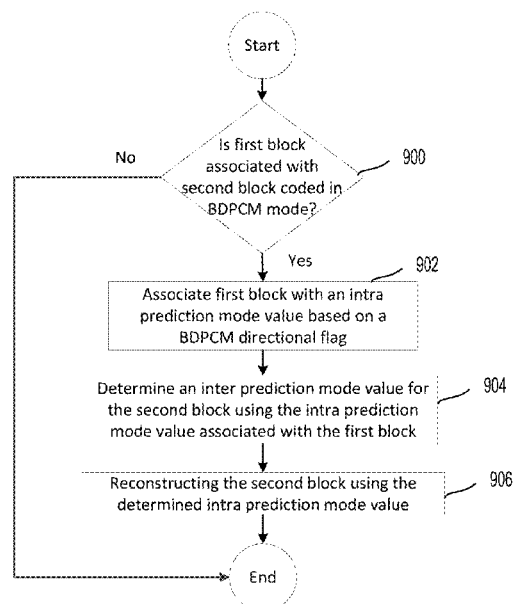 Start
Is first block
associated with
second block coded in
BDPCM mode?
900
No
Yes
902
Associate first block with an intra
prediction mode value based on a
BDPCM directional flag
Determine an inter prediction mode value for
the second block using the intra prediction
mode value associated with the first block
904
Reconstructing the second block using the
determined intra prediction mode value
906
End